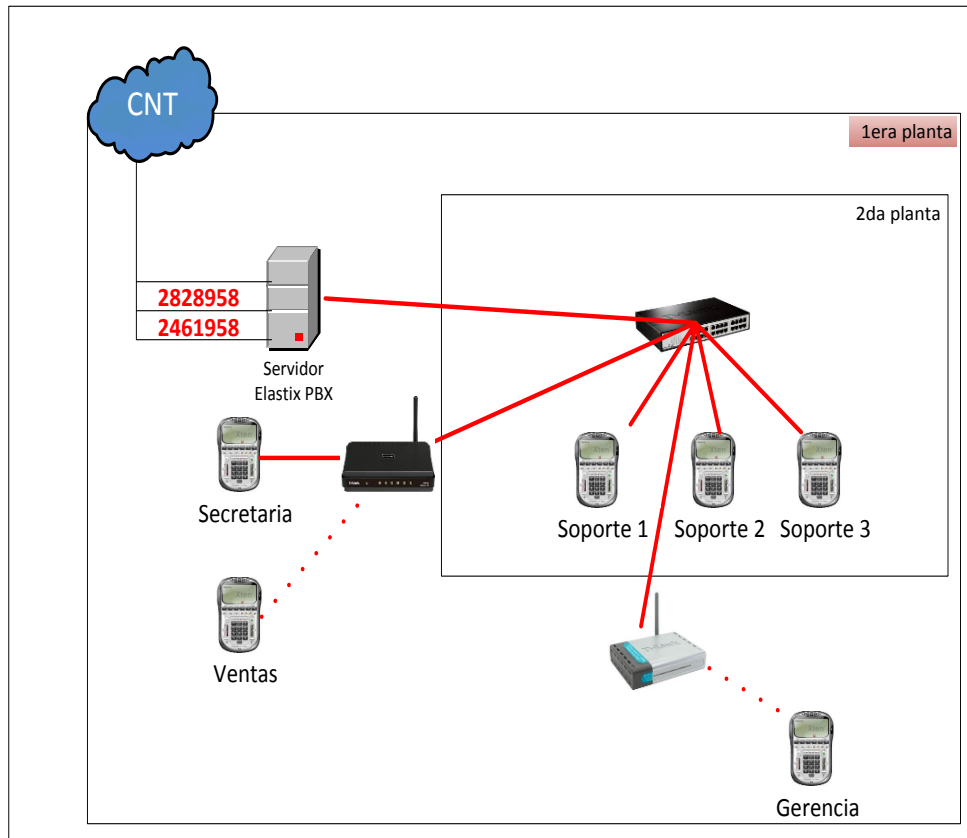 CNT
1era planta
2da planta
2828958
2461958
Servidor
Elastix PBX
Secretaria
Soporte 1
Soporte 2
Soporte 3
Ventas
Gerencia